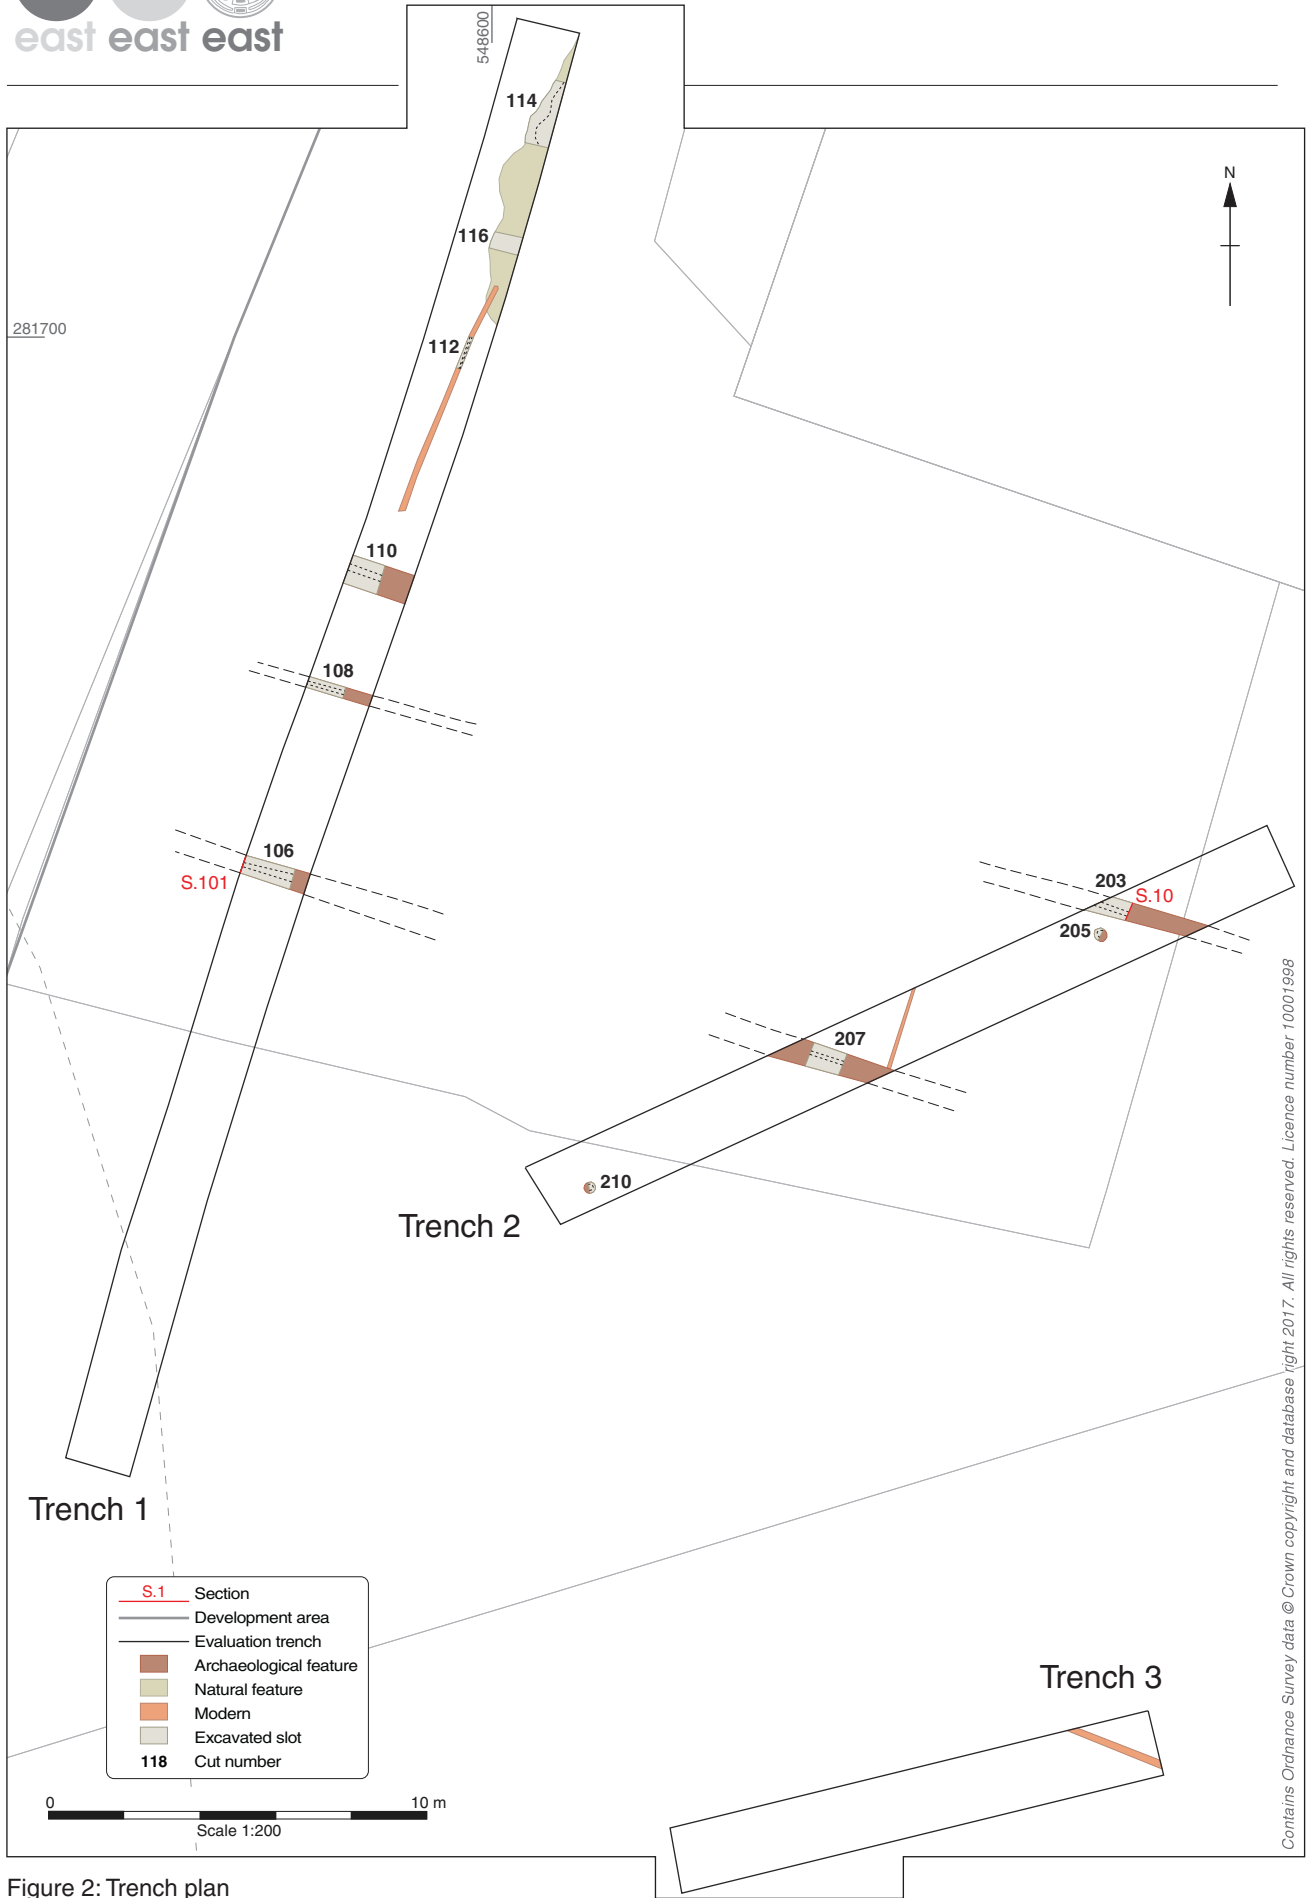 east east east
548600
114
N
116
281700
112
110
108
106
S.101
203
S.10
205
207
210
Trench 2
Trench 1
S.1 Section
Development area
Evaluation trench
Archaeological feature
Natural feature
Modern
Excavated slot
118 Cut number
0 10 m
Scale 1:200
Trench 3
Contains Ordnance Survey data © Crown copyright and database right 2017. All rights reserved. Licence number 10001998
Figure 2: Trench plan